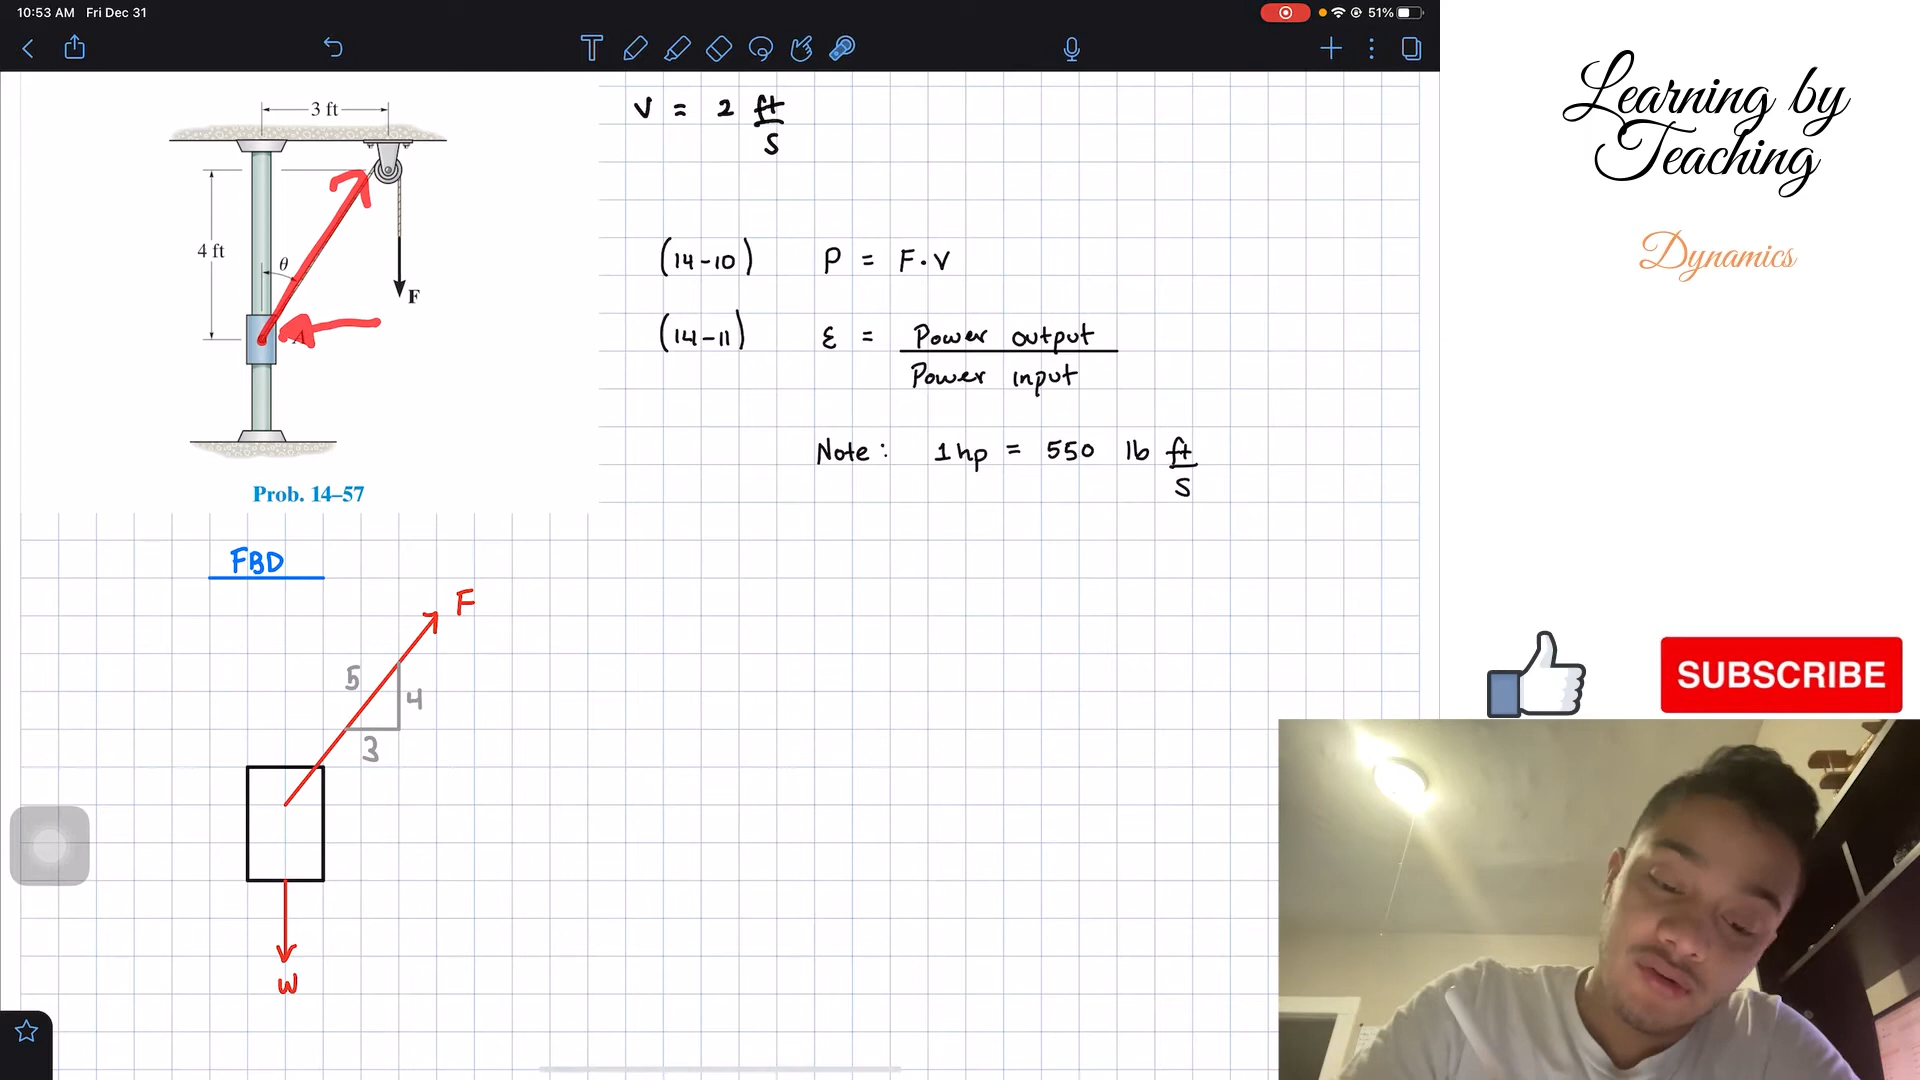 10:53 AM Fri Dec 31
51%
3 ft
4 ft
θ
A
F
Prob. 14–57
V = 2 ft/s
(14-10) P = F·V
(14-11) ε = Power output
Power input
Note: 1 hp = 550 lb ft/s
FBD
F
5
4
3
W
Learning by
Teaching
Dynamics
SUBSCRIBE